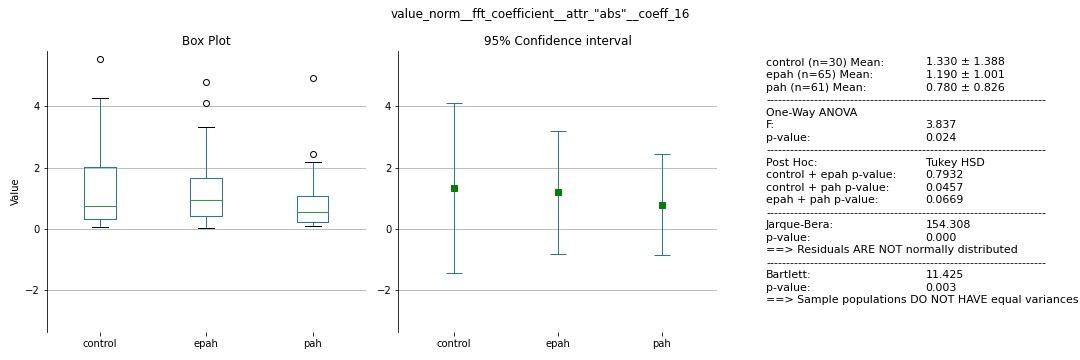 value_norm__fft_coefficient__attr_"abs"__coeff_16
Box Plot
Value
4
2
0
−2
control epah pah
95% Confidence interval
4
2
0
−2
control epah pah
control (n=30) Mean: 1.330 ± 1.388
epah (n=65) Mean: 1.190 ± 1.001
pah (n=61) Mean: 0.780 ± 0.826
One-Way ANOVA
F: 3.837
p-value: 0.024
Post Hoc: Tukey HSD
control + epah p-value: 0.7932
control + pah p-value: 0.0457
epah + pah p-value: 0.0669
Jarque-Bera: 154.308
p-value: 0.000
==> Residuals ARE NOT normally distributed
Bartlett: 11.425
p-value: 0.003
==> Sample populations DO NOT HAVE equal variances